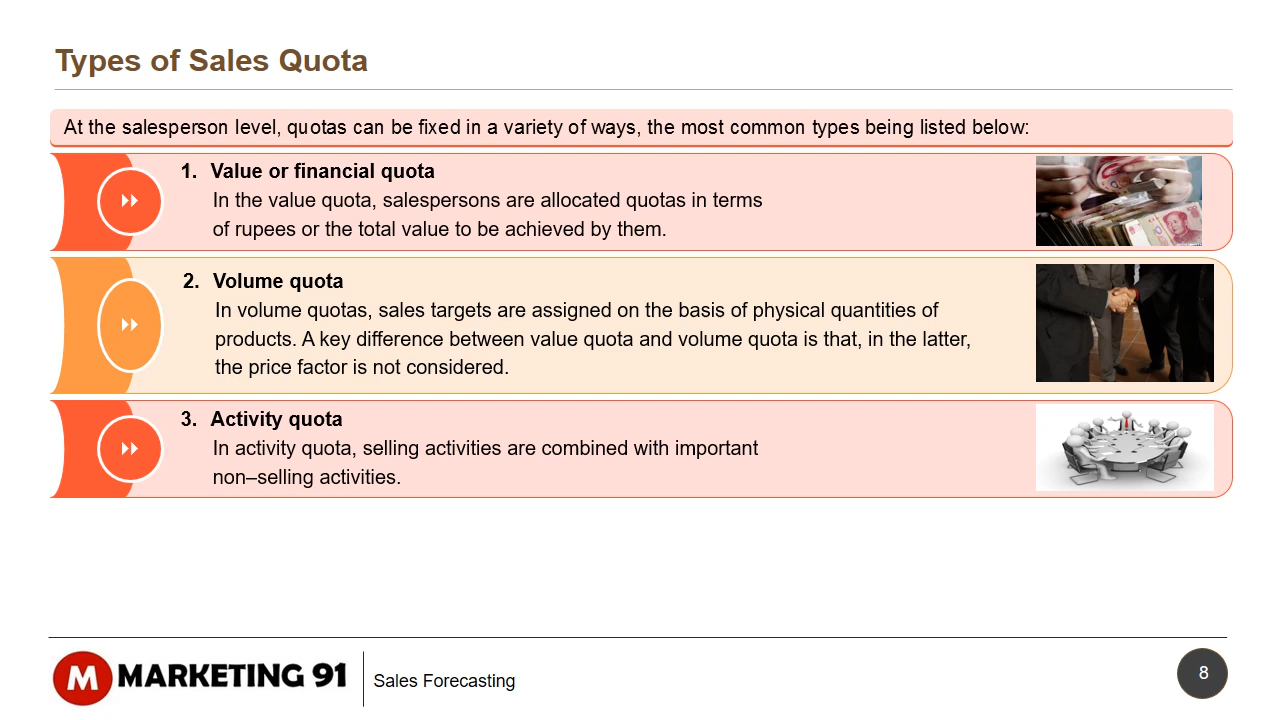 Types of Sales Quota
At the salesperson level, quotas can be fixed in a variety of ways, the most common types being listed below:
1. Value or financial quota
In the value quota, salespersons are allocated quotas in terms
of rupees or the total value to be achieved by them.
2. Volume quota
In volume quotas, sales targets are assigned on the basis of physical quantities of
products. A key difference between value quota and volume quota is that, in the latter,
the price factor is not considered.
3. Activity quota
In activity quota, selling activities are combined with important
non–selling activities.
M MARKETING 91
Sales Forecasting
8